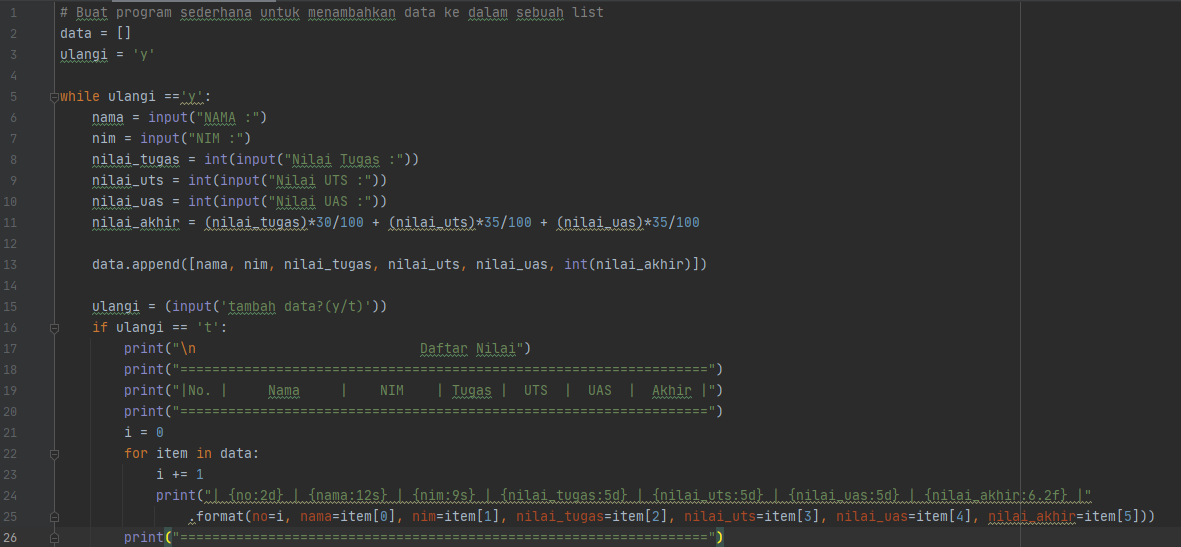 1 # Buat program sederhana untuk menambahkan data ke dalam sebuah list
2 data = []
3 ulangi = 'y'
4
5 while ulangi =='y':
6     nama = input("NAMA :")
7     nim = input("NIM :")
8     nilai_tugas = int(input("Nilai Tugas :"))
9     nilai_uts = int(input("Nilai UTS :"))
10     nilai_uas = int(input("Nilai UAS :"))
11     nilai_akhir = (nilai_tugas)*30/100 + (nilai_uts)*35/100 + (nilai_uas)*35/100
12
13     data.append([nama, nim, nilai_tugas, nilai_uts, nilai_uas, int(nilai_akhir)])
14
15     ulangi = (input('tambah data?(y/t)'))
16     if ulangi == 't':
17         print("\n                            Daftar Nilai")
18         print("==================================================================")
19         print("|No. |     Nama     |    NIM    | Tugas |  UTS  |  UAS  |  Akhir |")
20         print("==================================================================")
21         i = 0
22         for item in data:
23             i += 1
24             print("| {no:2d} | {nama:12s} | {nim:9s} | {nilai_tugas:5d} | {nilai_uts:5d} | {nilai_uas:5d} | {nilai_akhir:6.2f} |"
25                 .format(no=i, nama=item[0], nim=item[1], nilai_tugas=item[2], nilai_uts=item[3], nilai_uas=item[4], nilai_akhir=item[5]))
26         print("==================================================================")